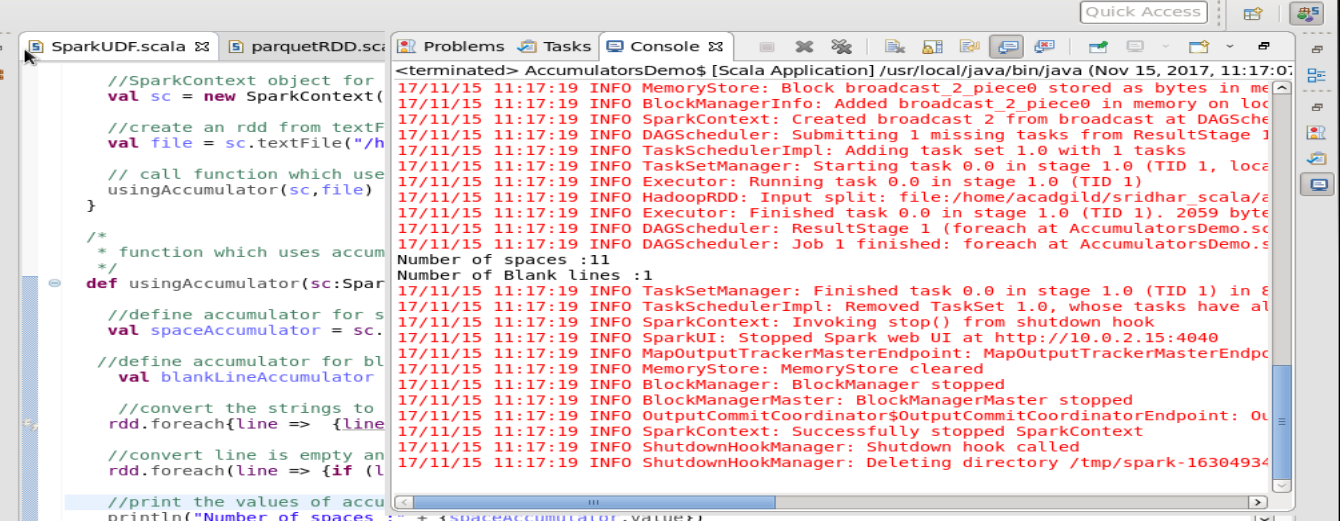 Quick Access
SparkUDF.scala
parquetRDD.sca
Problems
Tasks
Console
<terminated> AccumulatorsDemo$ [Scala Application] /usr/local/java/bin/java (Nov 15, 2017, 11:17:07
//SparkContext object for
val sc = new SparkContext(
//create an rdd from textF
val file = sc.textFile("/h
// call function which use
usingAccumulator(sc,file)
}
/*
* function which uses accum
*/
def usingAccumulator(sc:Spar
//define accumulator for s
val spaceAccumulator = sc.
//define accumulator for bl
val blankLineAccumulator
//convert the strings to
rdd.foreach{line =>  {line
//convert line is empty an
rdd.foreach(line => {if (l
//print the values of accu
println("Number of spaces :" + {spaceAccumulator.value})
17/11/15 11:17:19 INFO MemoryStore: Block broadcast_2_piece0 stored as bytes in me
17/11/15 11:17:19 INFO BlockManagerInfo: Added broadcast_2_piece0 in memory on loc
17/11/15 11:17:19 INFO SparkContext: Created broadcast 2 from broadcast at DAGSche
17/11/15 11:17:19 INFO DAGScheduler: Submitting 1 missing tasks from ResultStage 1
17/11/15 11:17:19 INFO TaskSchedulerImpl: Adding task set 1.0 with 1 tasks
17/11/15 11:17:19 INFO TaskSetManager: Starting task 0.0 in stage 1.0 (TID 1, loca
17/11/15 11:17:19 INFO Executor: Running task 0.0 in stage 1.0 (TID 1)
17/11/15 11:17:19 INFO HadoopRDD: Input split: file:/home/acadgild/sridhar_scala/a
17/11/15 11:17:19 INFO Executor: Finished task 0.0 in stage 1.0 (TID 1). 2059 byte
17/11/15 11:17:19 INFO DAGScheduler: ResultStage 1 (foreach at AccumulatorsDemo.sc
17/11/15 11:17:19 INFO DAGScheduler: Job 1 finished: foreach at AccumulatorsDemo.s
Number of spaces :11
Number of Blank lines :1
17/11/15 11:17:19 INFO TaskSetManager: Finished task 0.0 in stage 1.0 (TID 1) in 8
17/11/15 11:17:19 INFO TaskSchedulerImpl: Removed TaskSet 1.0, whose tasks have al
17/11/15 11:17:19 INFO SparkContext: Invoking stop() from shutdown hook
17/11/15 11:17:19 INFO SparkUI: Stopped Spark web UI at http://10.0.2.15:4040
17/11/15 11:17:19 INFO MapOutputTrackerMasterEndpoint: MapOutputTrackerMasterEndpo
17/11/15 11:17:19 INFO MemoryStore: MemoryStore cleared
17/11/15 11:17:19 INFO BlockManager: BlockManager stopped
17/11/15 11:17:19 INFO BlockManagerMaster: BlockManagerMaster stopped
17/11/15 11:17:19 INFO OutputCommitCoordinator$OutputCommitCoordinatorEndpoint: Ou
17/11/15 11:17:19 INFO SparkContext: Successfully stopped SparkContext
17/11/15 11:17:19 INFO ShutdownHookManager: Shutdown hook called
17/11/15 11:17:19 INFO ShutdownHookManager: Deleting directory /tmp/spark-16304934